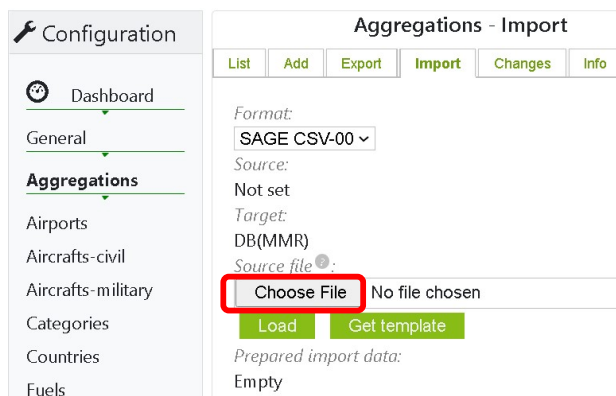 Configuration
Dashboard
General
Aggregations
Airports
Aircrafts-civil
Aircrafts-military
Categories
Countries
Fuels
Aggregations - Import
List Add Export Import Changes Info
Format:
SAGE CSV-00
Source:
Not set
Target:
DB(MMR)
Source file ? :
Choose File No file chosen
Load Get template
Prepared import data:
Empty